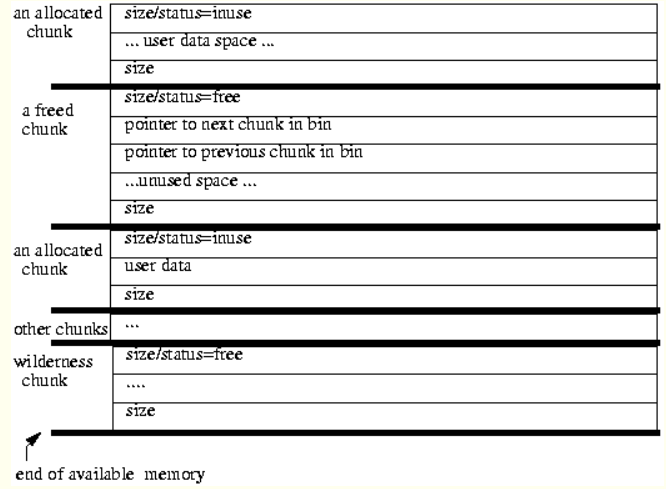 an allocated chunk
size/status=inuse
... user data space ...
size
a freed chunk
size/status=free
pointer to next chunk in bin
pointer to previous chunk in bin
...unused space ...
size
an allocated chunk
size/status=inuse
user data
size
other chunks
...
wilderness chunk
size/status=free
....
size
end of available memory